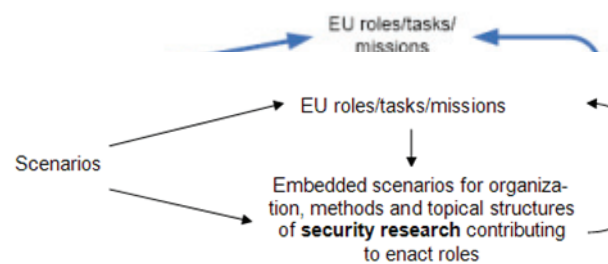 EU roles/tasks/
missions
EU roles/tasks/missions
Scenarios
Embedded scenarios for organiza-
tion, methods and topical structures
of security research contributing
to enact roles